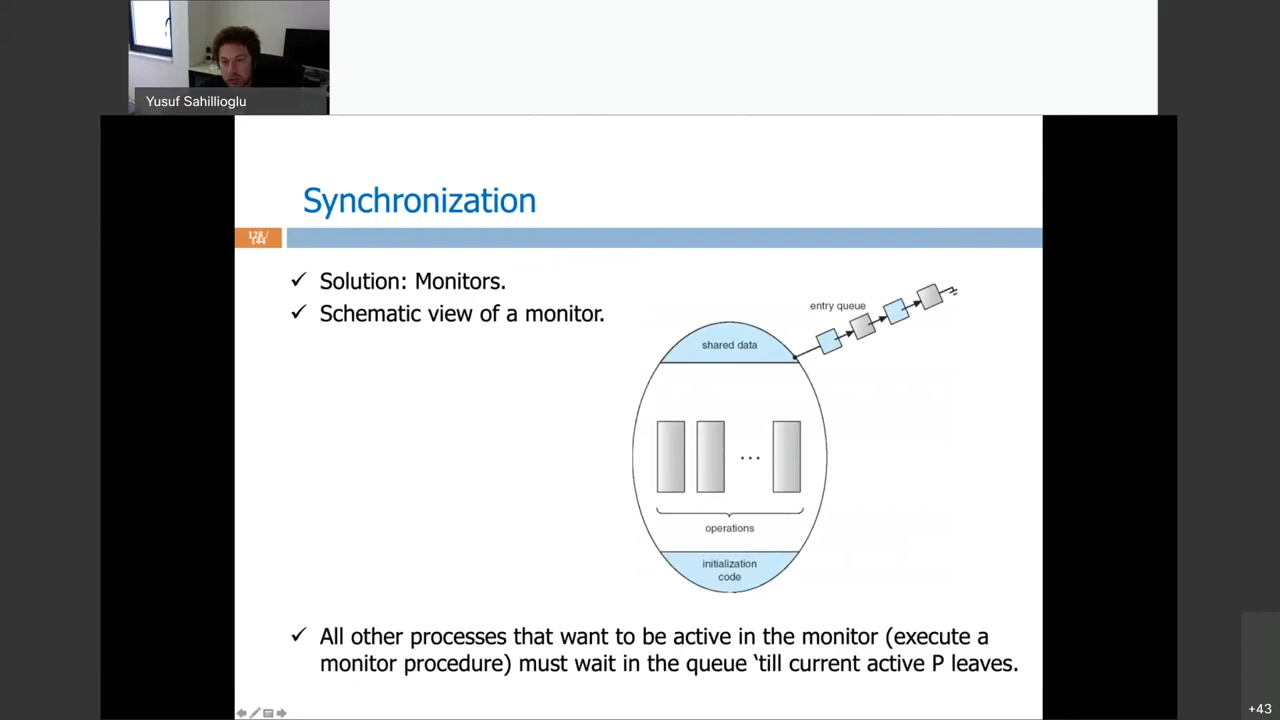 Yusuf Sahillioglu
Synchronization
128/
144
✓ Solution: Monitors.
✓ Schematic view of a monitor.
entry queue
shared data
...
operations
initialization
code
✓ All other processes that want to be active in the monitor (execute a
monitor procedure) must wait in the queue ‘till current active P leaves.
+43